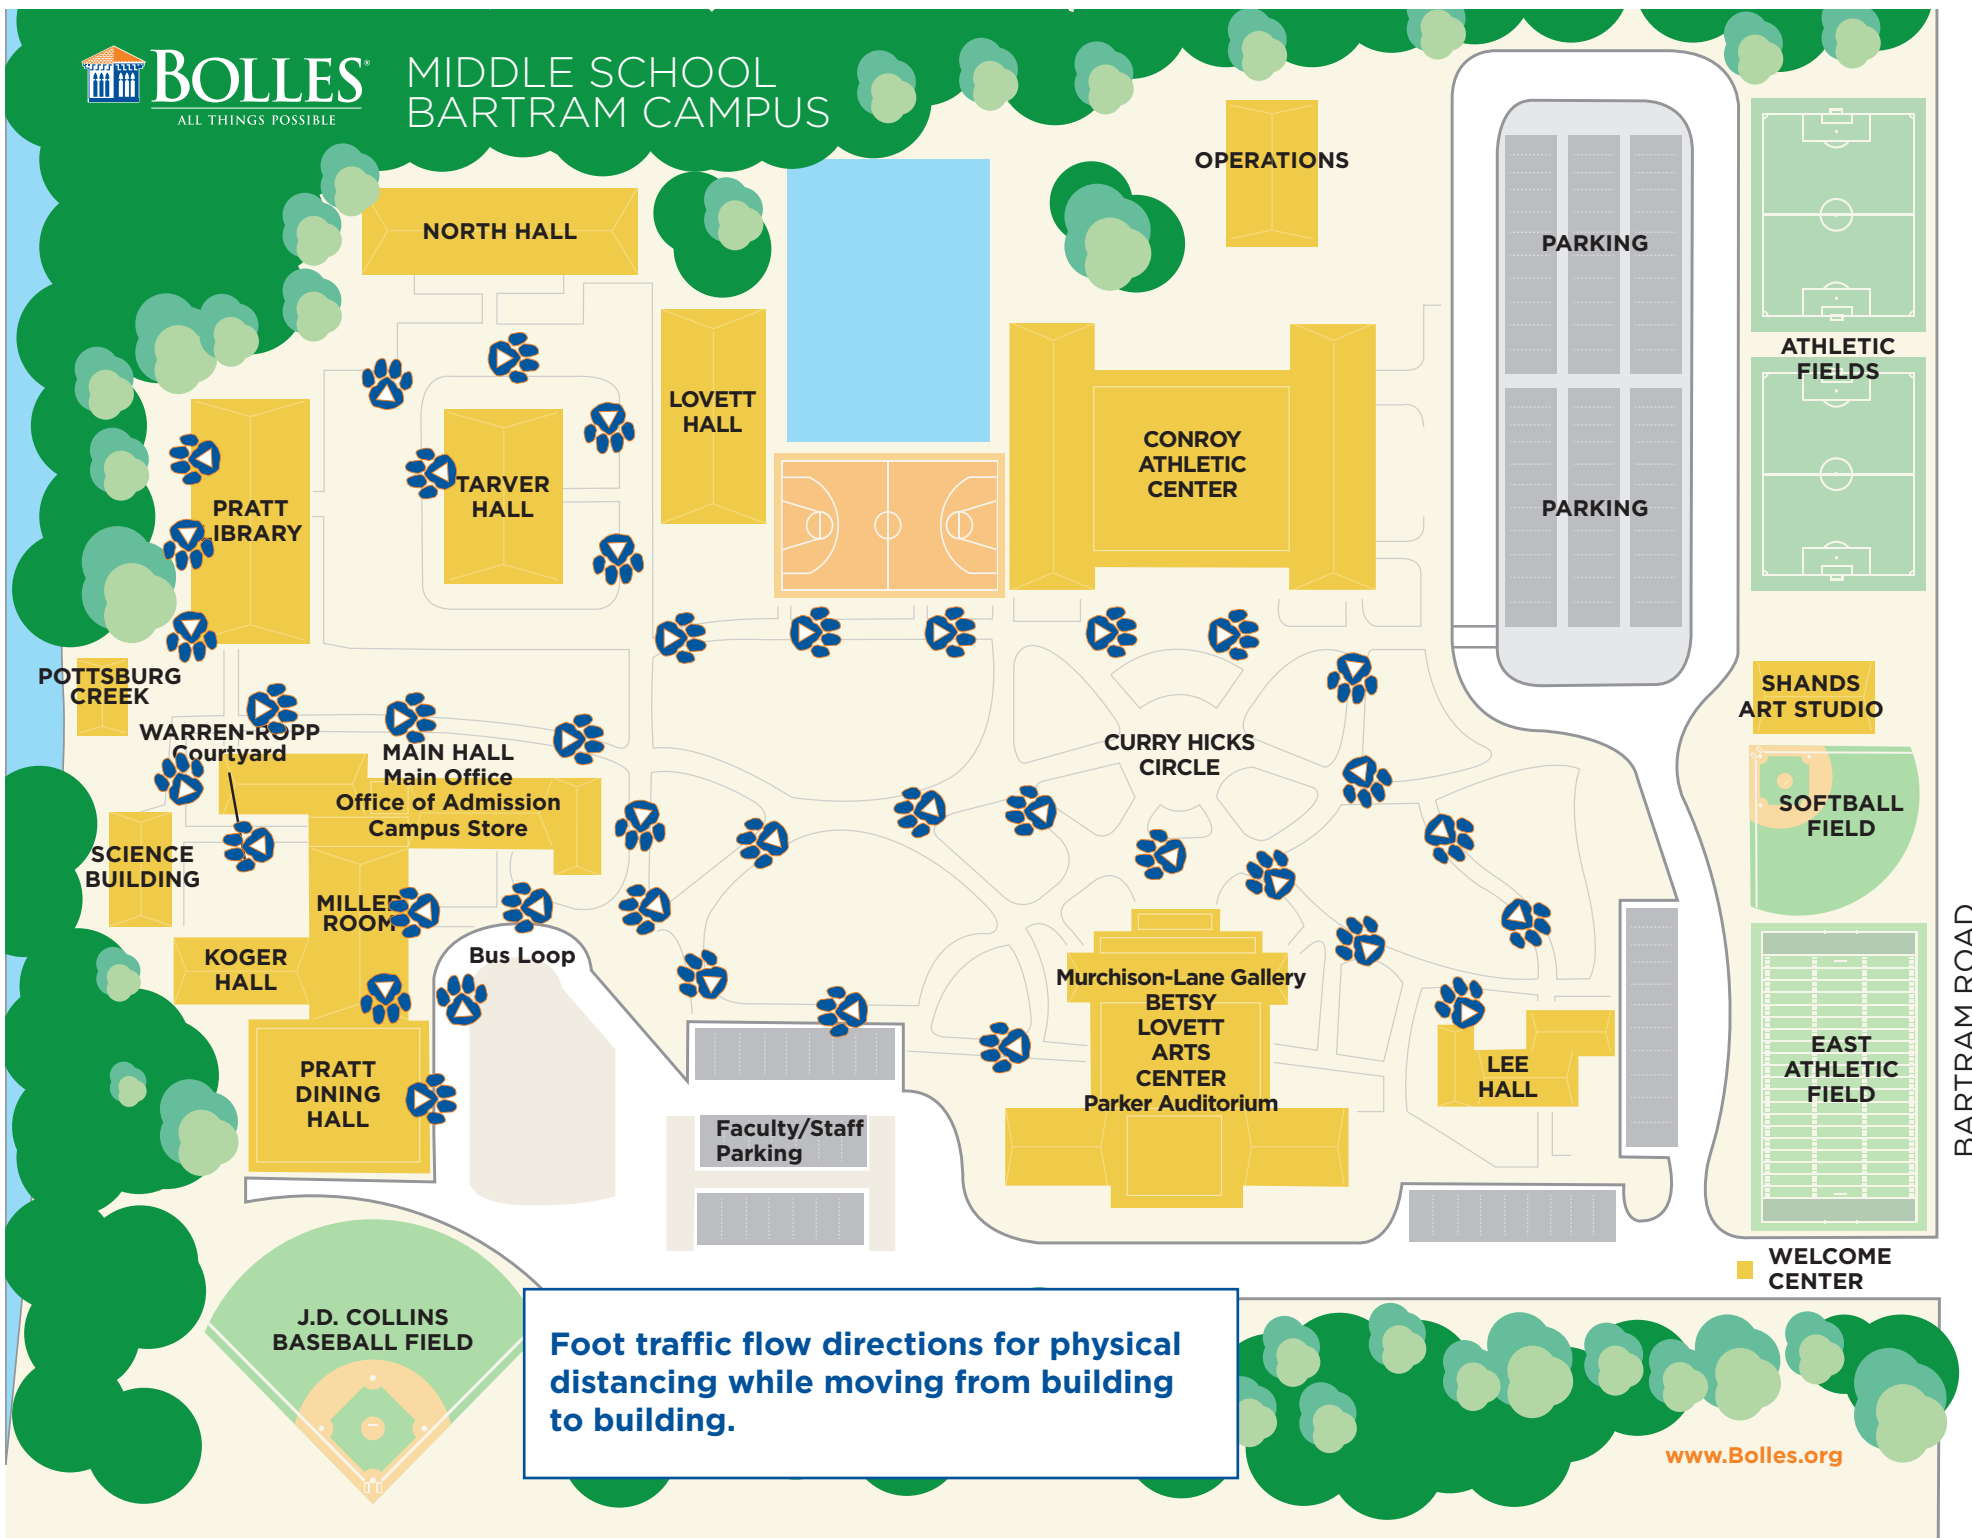 BOLLES
ALL THINGS POSSIBLE
MIDDLE SCHOOL
BARTRAM CAMPUS
OPERATIONS
NORTH HALL
PARKING
ATHLETIC
FIELDS
LOVETT
HALL
CONROY
ATHLETIC
CENTER
TARVER
HALL
PRATT
LIBRARY
PARKING
POTTSBURG
CREEK
SHANDS
ART STUDIO
WARREN-ROPP
Courtyard
MAIN HALL
Main Office
Office of Admission
Campus Store
CURRY HICKS
CIRCLE
SOFTBALL
FIELD
SCIENCE
BUILDING
MILLER
ROOM
KOGER
HALL
Bus Loop
Murchison-Lane Gallery
BETSY
LOVETT
ARTS
CENTER
Parker Auditorium
LEE
HALL
EAST
ATHLETIC
FIELD
BARTRAM ROAD
PRATT
DINING
HALL
Faculty/Staff
Parking
WELCOME
CENTER
J.D. COLLINS
BASEBALL FIELD
Foot traffic flow directions for physical
distancing while moving from building
to building.
www.Bolles.org